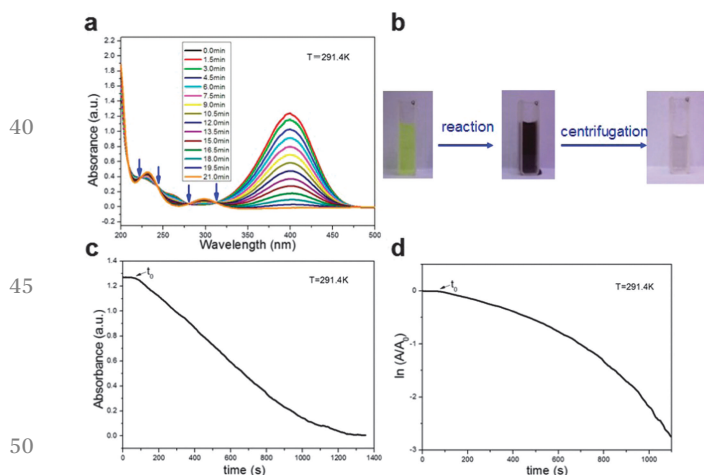 a
T=291.4K
0.0min
1.5min
3.0min
4.5min
6.0min
7.5min
9.0min
10.5min
12.0min
13.5min
15.0min
16.5min
18.0min
19.5min
21.0min
Absorance (a.u.)
2.2
2.0
1.8
1.6
1.4
1.2
1.0
0.8
0.6
0.4
0.2
0.0
-0.2
200 250 300 350 400 450 500
Wavelength (nm)
b
reaction
centrifugation
40
c
t0
T=291.4K
Absorbance (a.u.)
1.4
1.2
1.0
0.8
0.6
0.4
0.2
0.0
0 200 400 600 800 1000 1200 1400
time (s)
d
t0
T=291.4K
ln (A/A0)
0
-1
-2
-3
0 200 400 600 800 1000
time (s)
45
50